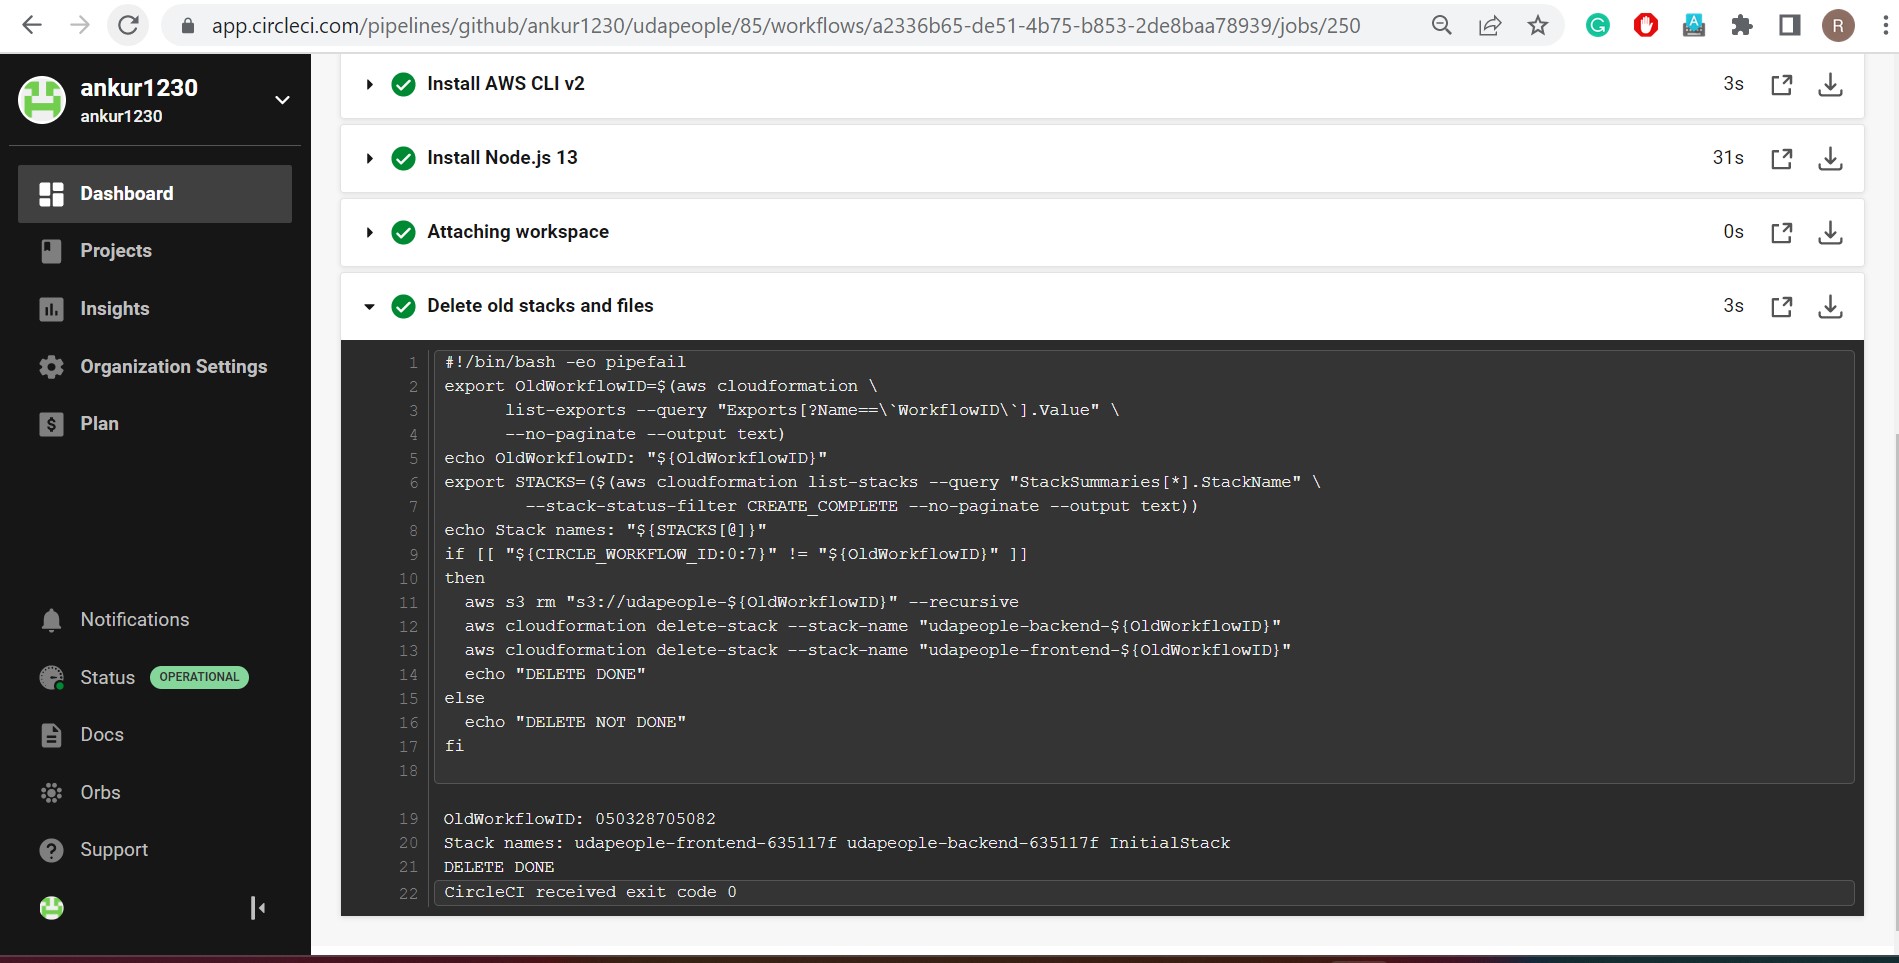 app.circleci.com/pipelines/github/ankur1230/udapeople/85/workflows/a2336b65-de51-4b75-b853-2de8baa78939/jobs/250
R
ankur1230
ankur1230
Dashboard
Projects
Insights
Organization Settings
Plan
Notifications
Status OPERATIONAL
Docs
Orbs
Support
Install AWS CLI v2 3s
Install Node.js 13 31s
Attaching workspace 0s
Delete old stacks and files 3s
1 #!/bin/bash -eo pipefail
2 export OldWorkflowID=$(aws cloudformation \
3 list-exports --query "Exports[?Name==\`WorkflowID\`].Value" \
4 --no-paginate --output text)
5 echo OldWorkflowID: "${OldWorkflowID}"
6 export STACKS=($(aws cloudformation list-stacks --query "StackSummaries[*].StackName" \
7 --stack-status-filter CREATE_COMPLETE --no-paginate --output text))
8 echo Stack names: "${STACKS[@]}"
9 if [[ "${CIRCLE_WORKFLOW_ID:0:7}" != "${OldWorkflowID}" ]]
10 then
11 aws s3 rm "s3://udapeople-${OldWorkflowID}" --recursive
12 aws cloudformation delete-stack --stack-name "udapeople-backend-${OldWorkflowID}"
13 aws cloudformation delete-stack --stack-name "udapeople-frontend-${OldWorkflowID}"
14 echo "DELETE DONE"
15 else
16 echo "DELETE NOT DONE"
17 fi
18
19 OldWorkflowID: 050328705082
20 Stack names: udapeople-frontend-635117f udapeople-backend-635117f InitialStack
21 DELETE DONE
22 CircleCI received exit code 0